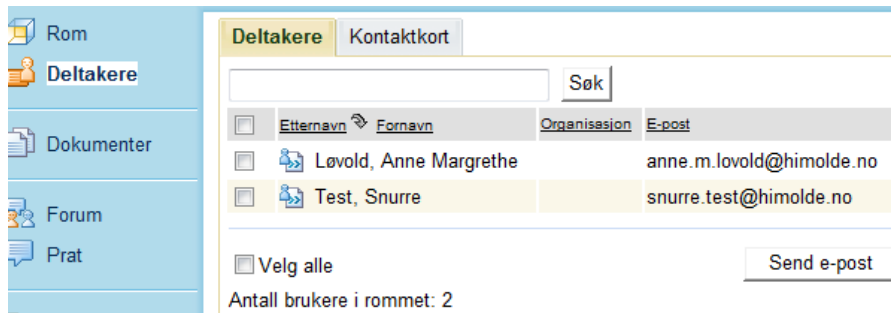 Rom
Deltakere
Dokumenter
Forum
Prat
Deltakere Kontaktkort
Søk
Etternavn Fornavn Organisasjon E-post
Løvold, Anne Margrethe anne.m.lovold@himolde.no
Test, Snurre snurre.test@himolde.no
Velg alle Send e-post
Antall brukere i rommet: 2